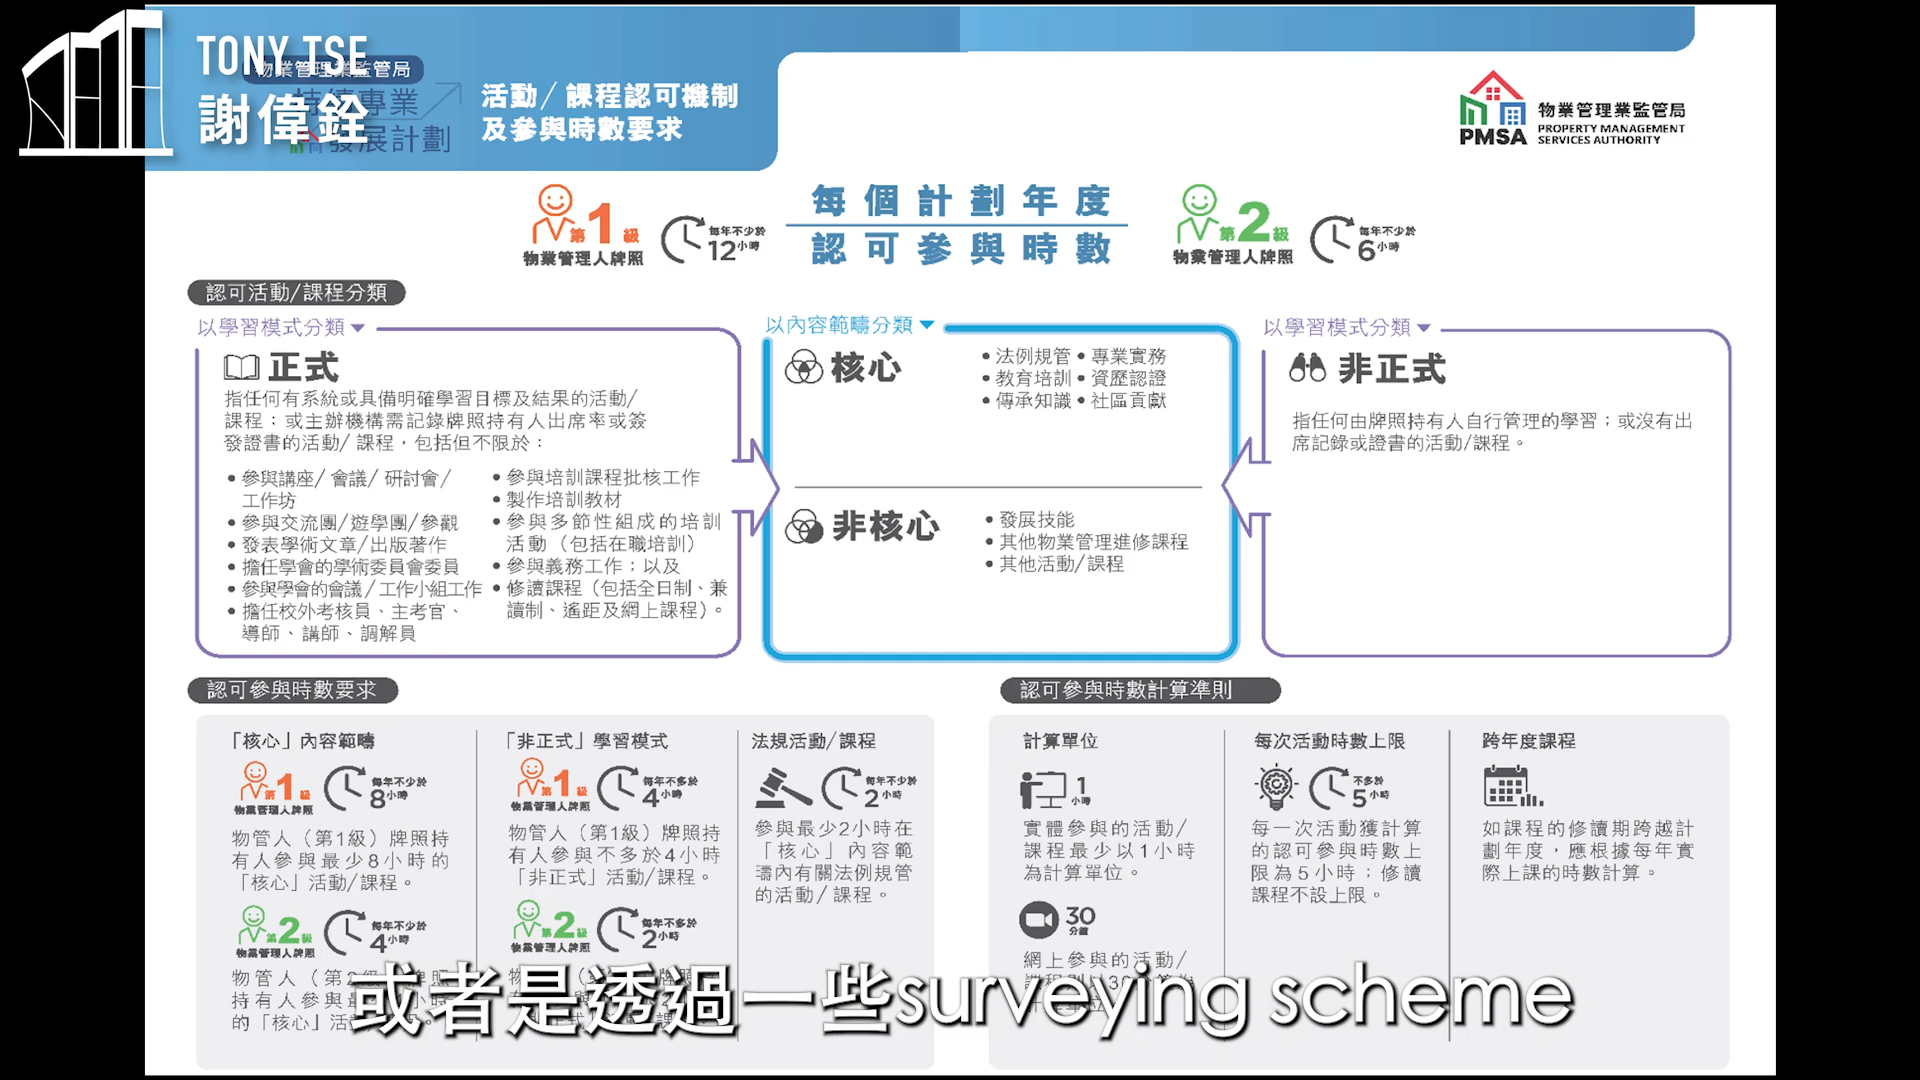 TONY TSE
謝偉銓
物業管理業監管局
持續專業
發展計劃
活動/ 課程認可機制
及參與時數要求
PMSA
物業管理業監管局
PROPERTY MANAGEMENT
SERVICES AUTHORITY
第1級
物業管理人牌照
每年不少於
12小時
每個計劃年度
認可參與時數
第2級
物業管理人牌照
每年不少於
6小時
認可活動/課程分類
以學習模式分類
正式
指任何有系統或具備明確學習目標及結果的活動/
課程；或主辦機構需記錄牌照持有人出席率或簽
發證書的活動/ 課程，包括但不限於：
• 參與講座/ 會議/ 研討會/
工作坊
• 參與交流團/遊學團/參觀
• 發表學術文章/出版著作
• 擔任學會的學術委員會委員
• 參與學會的會議/工作小組工作
• 擔任校外考核員、主考官、
導師、講師、調解員
• 參與培訓課程批核工作
• 製作培訓教材
• 參與多節性組成的培訓
活動（包括在職培訓）
• 參與義務工作；以及
• 修讀課程（包括全日制、兼
讀制、遙距及網上課程）。
以內容範疇分類
核心
• 法例規管 • 專業實務
• 教育培訓 • 資歷認證
• 傳承知識 • 社區貢獻
非核心
• 發展技能
• 其他物業管理進修課程
• 其他活動/課程
以學習模式分類
非正式
指任何由牌照持有人自行管理的學習；或沒有出
席記錄或證書的活動/課程。
認可參與時數要求
「核心」內容範疇
第1級
物業管理人牌照
每年不少於
8小時
物管人（第1級）牌照持
有人參與最少8小時的
「核心」活動/課程。
第2級
物業管理人牌照
每年不少於
4小時
物管人（第2級）牌照
持有人參與最
的「核心」活
「非正式」學習模式
第1級
物業管理人牌照
每年不多於
4小時
物管人（第1級）牌照持
有人參與不多於4小時
「非正式」活動/課程。
第2級
物業管理人牌照
每年不多於
2小時
法規活動/課程
每年不少於
2小時
參與最少2小時在
「核心」內容範
疇內有關法例規管
的活動/課程。
認可參與時數計算準則
計算單位
1
小時
實體參與的活動/
課程最少以1小時
為計算單位。
30
分鐘
網上參與的活動/
每次活動時數上限
不多於
5小時
每一次活動獲計算
的認可參與時數上
限為5小時；修讀
課程不設上限。
跨年度課程
如課程的修讀期跨越計
劃年度，應根據每年實
際上課的時數計算。
或者是透過一些surveying scheme